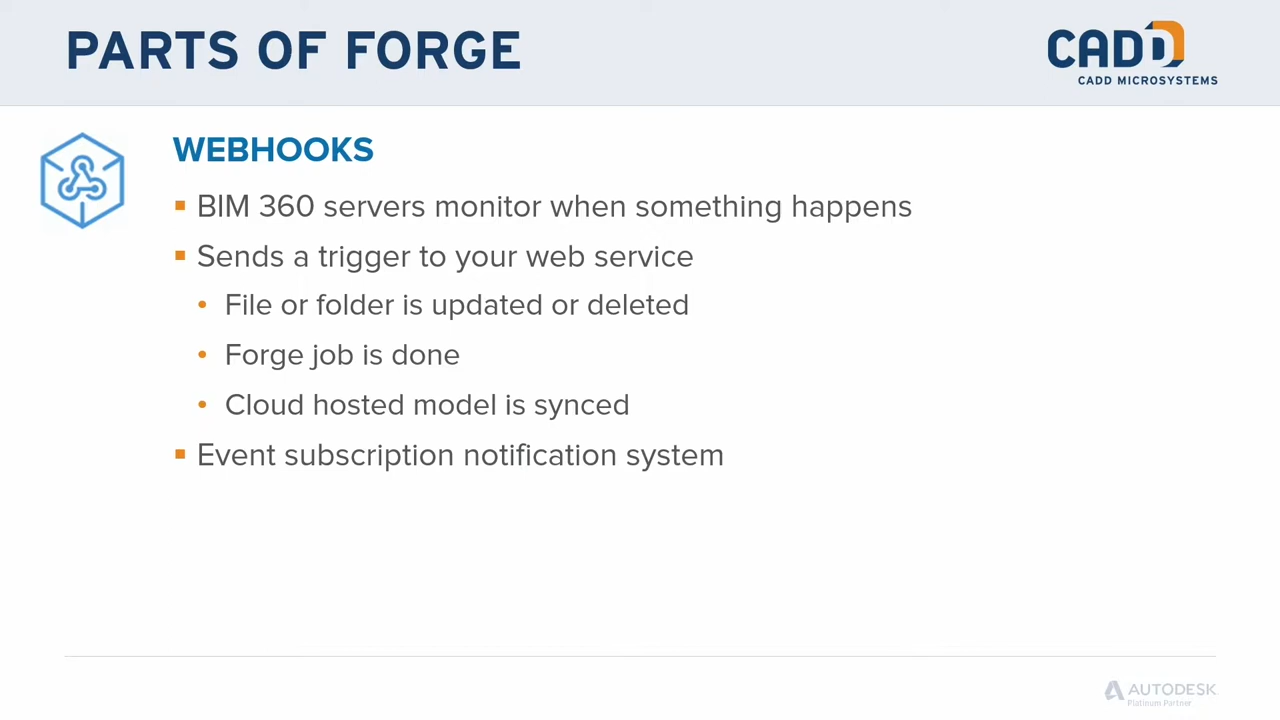 PARTS OF FORGE
CADD
CADD MICROSYSTEMS
WEBHOOKS
BIM 360 servers monitor when something happens
Sends a trigger to your web service
File or folder is updated or deleted
Forge job is done
Cloud hosted model is synced
Event subscription notification system
AUTODESK
Platinum Partner